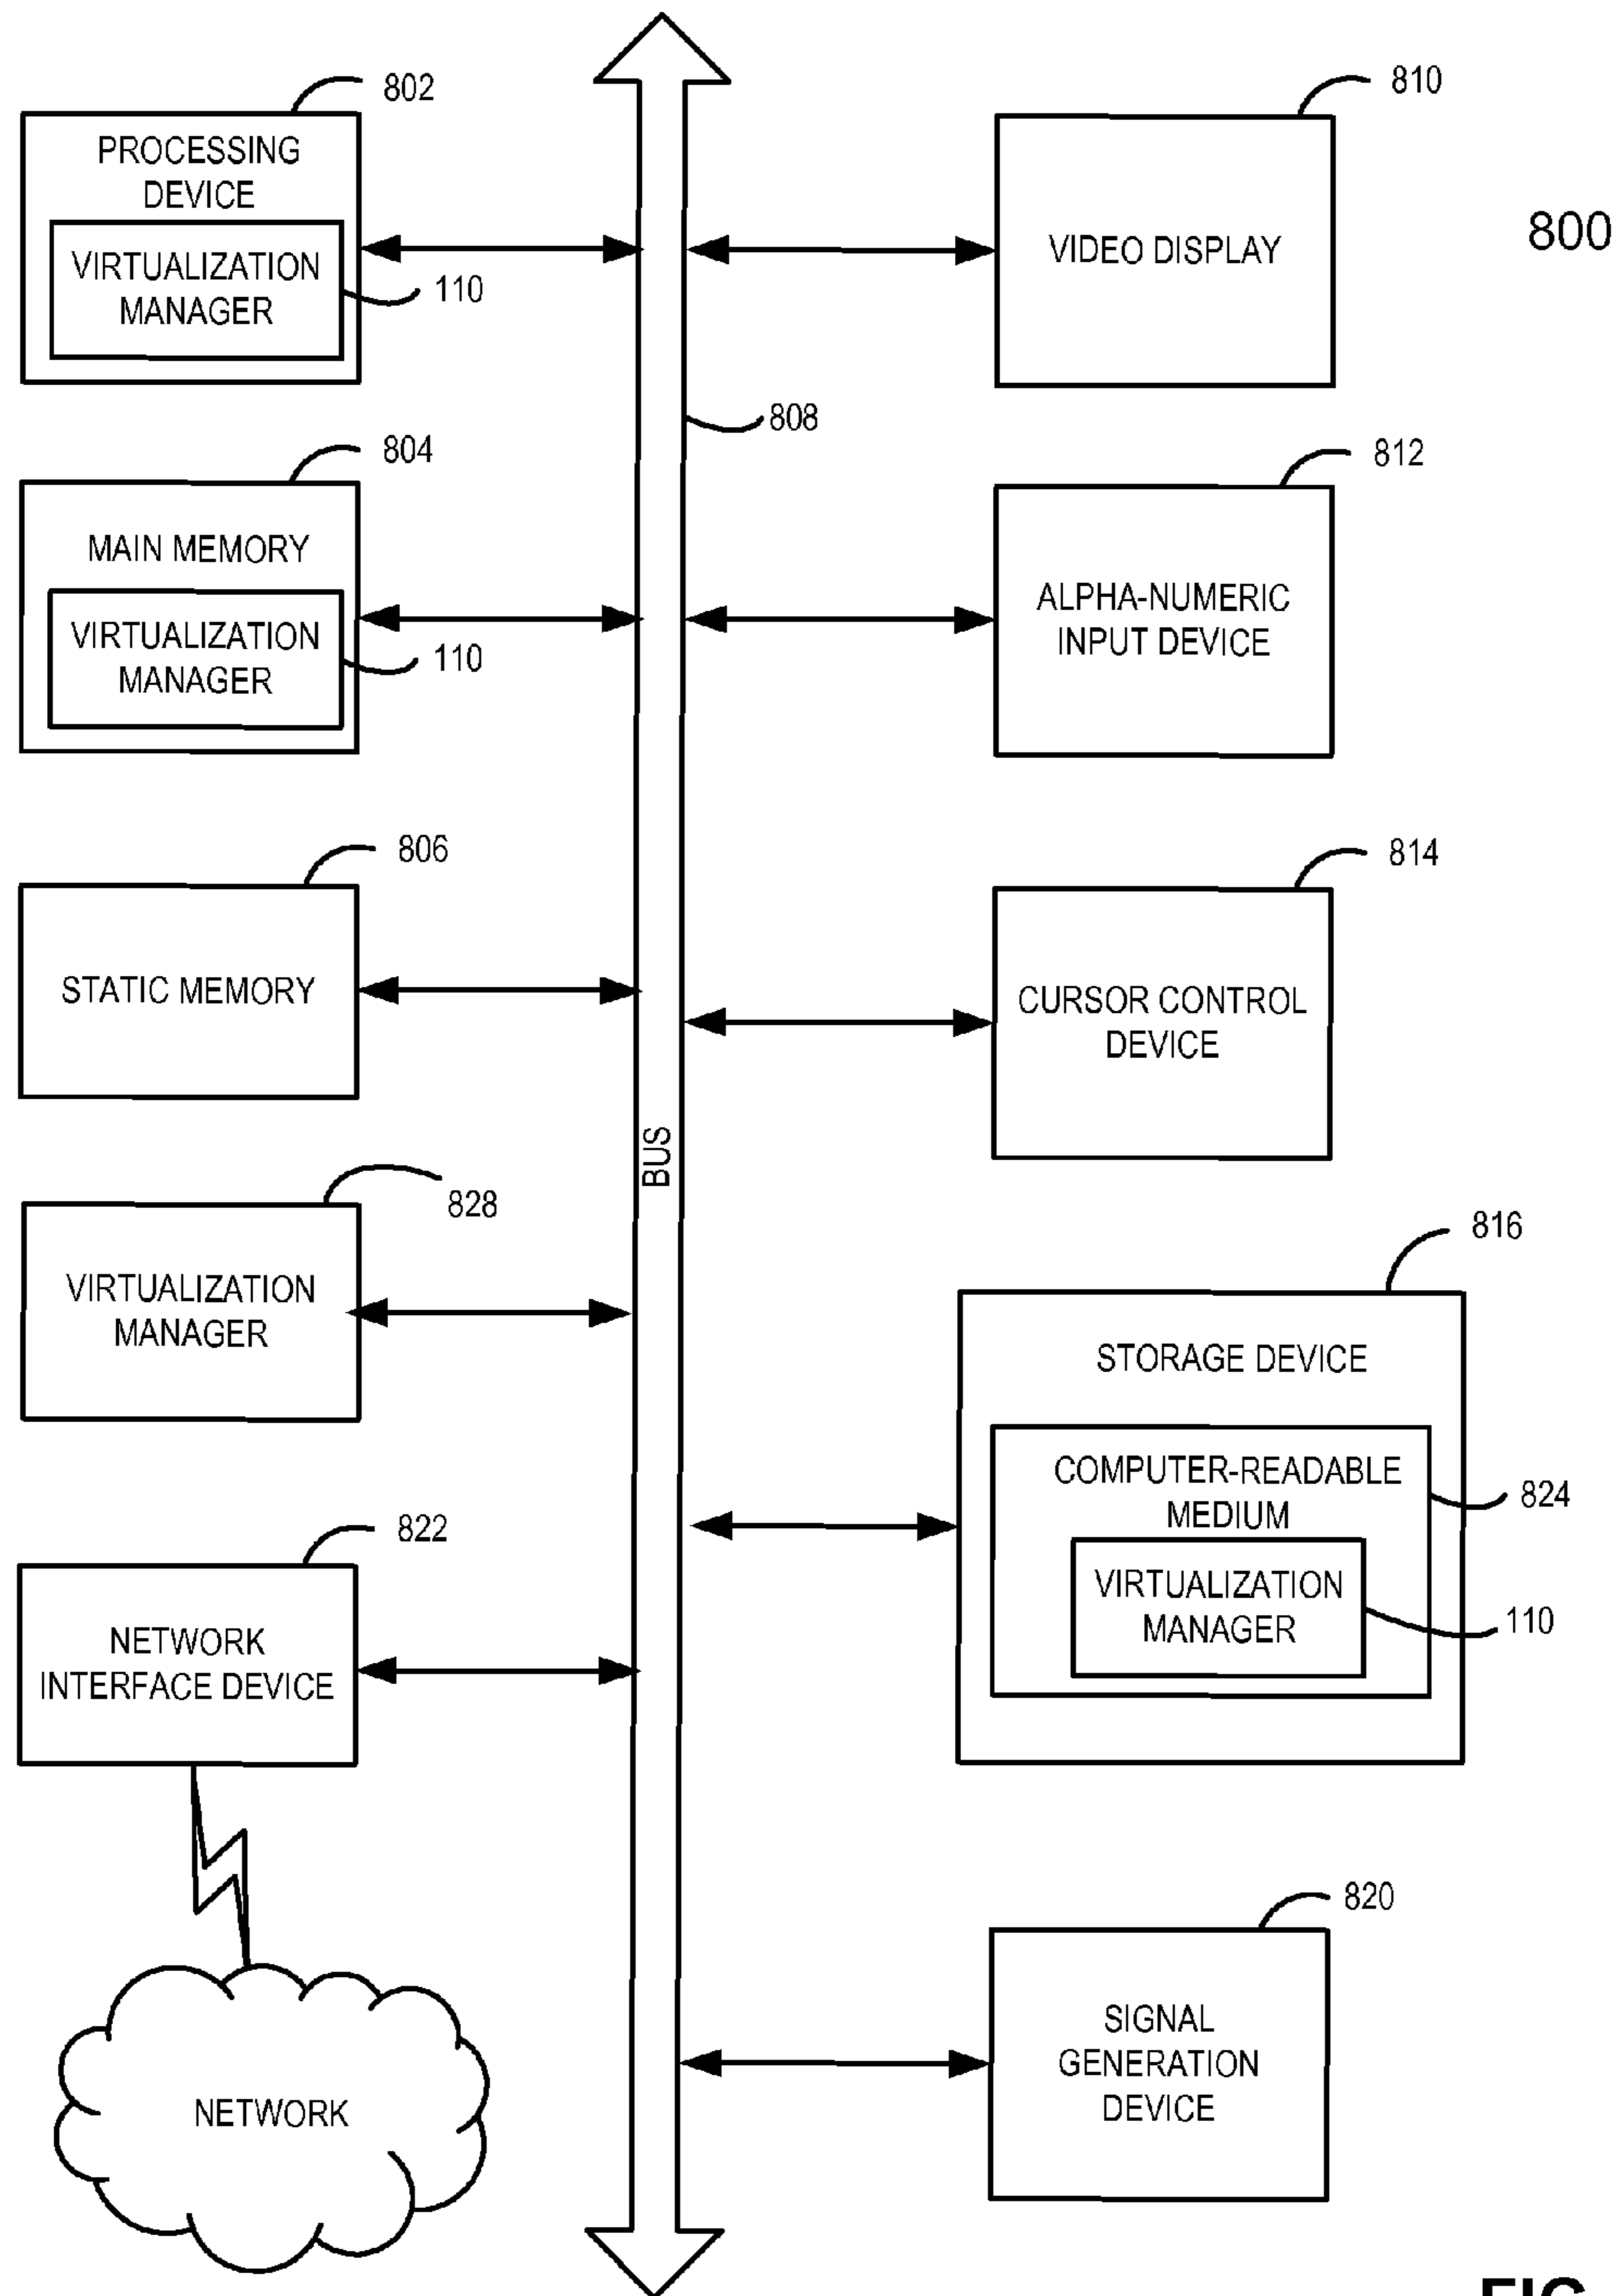 802
PROCESSING
DEVICE
VIRTUALIZATION
MANAGER
110
804
MAIN MEMORY
VIRTUALIZATION
MANAGER
110
806
STATIC MEMORY
828
VIRTUALIZATION
MANAGER
822
NETWORK
INTERFACE DEVICE
NETWORK
808
BUS
810
VIDEO DISPLAY
800
812
ALPHA-NUMERIC
INPUT DEVICE
814
CURSOR CONTROL
DEVICE
816
STORAGE DEVICE
COMPUTER-READABLE
MEDIUM
824
VIRTUALIZATION
MANAGER
110
820
SIGNAL
GENERATION
DEVICE